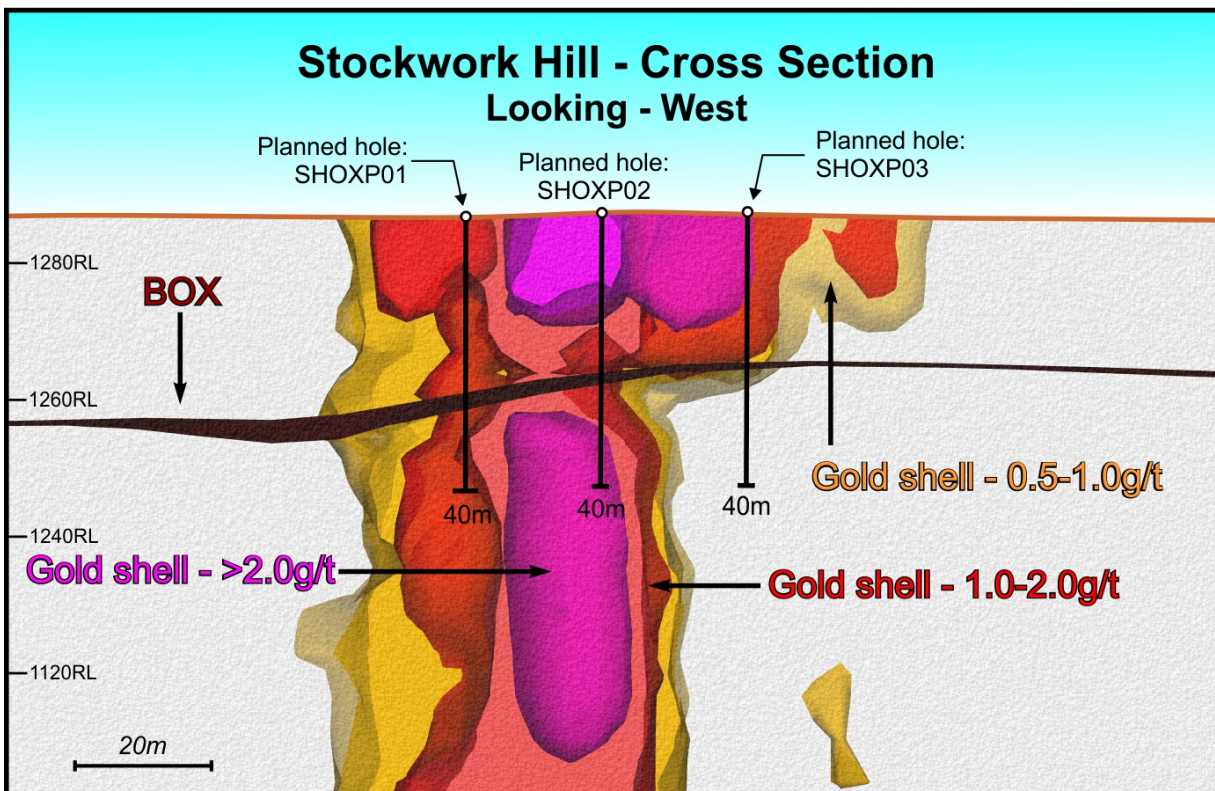 Stockwork Hill - Cross Section
Looking - West
Planned hole:
SHOXP01
Planned hole:
SHOXP02
Planned hole:
SHOXP03
1280RL
BOX
1260RL
Gold shell - 0.5-1.0g/t
40m
40m
40m
1240RL
Gold shell - >2.0g/t
Gold shell - 1.0-2.0g/t
1120RL
20m